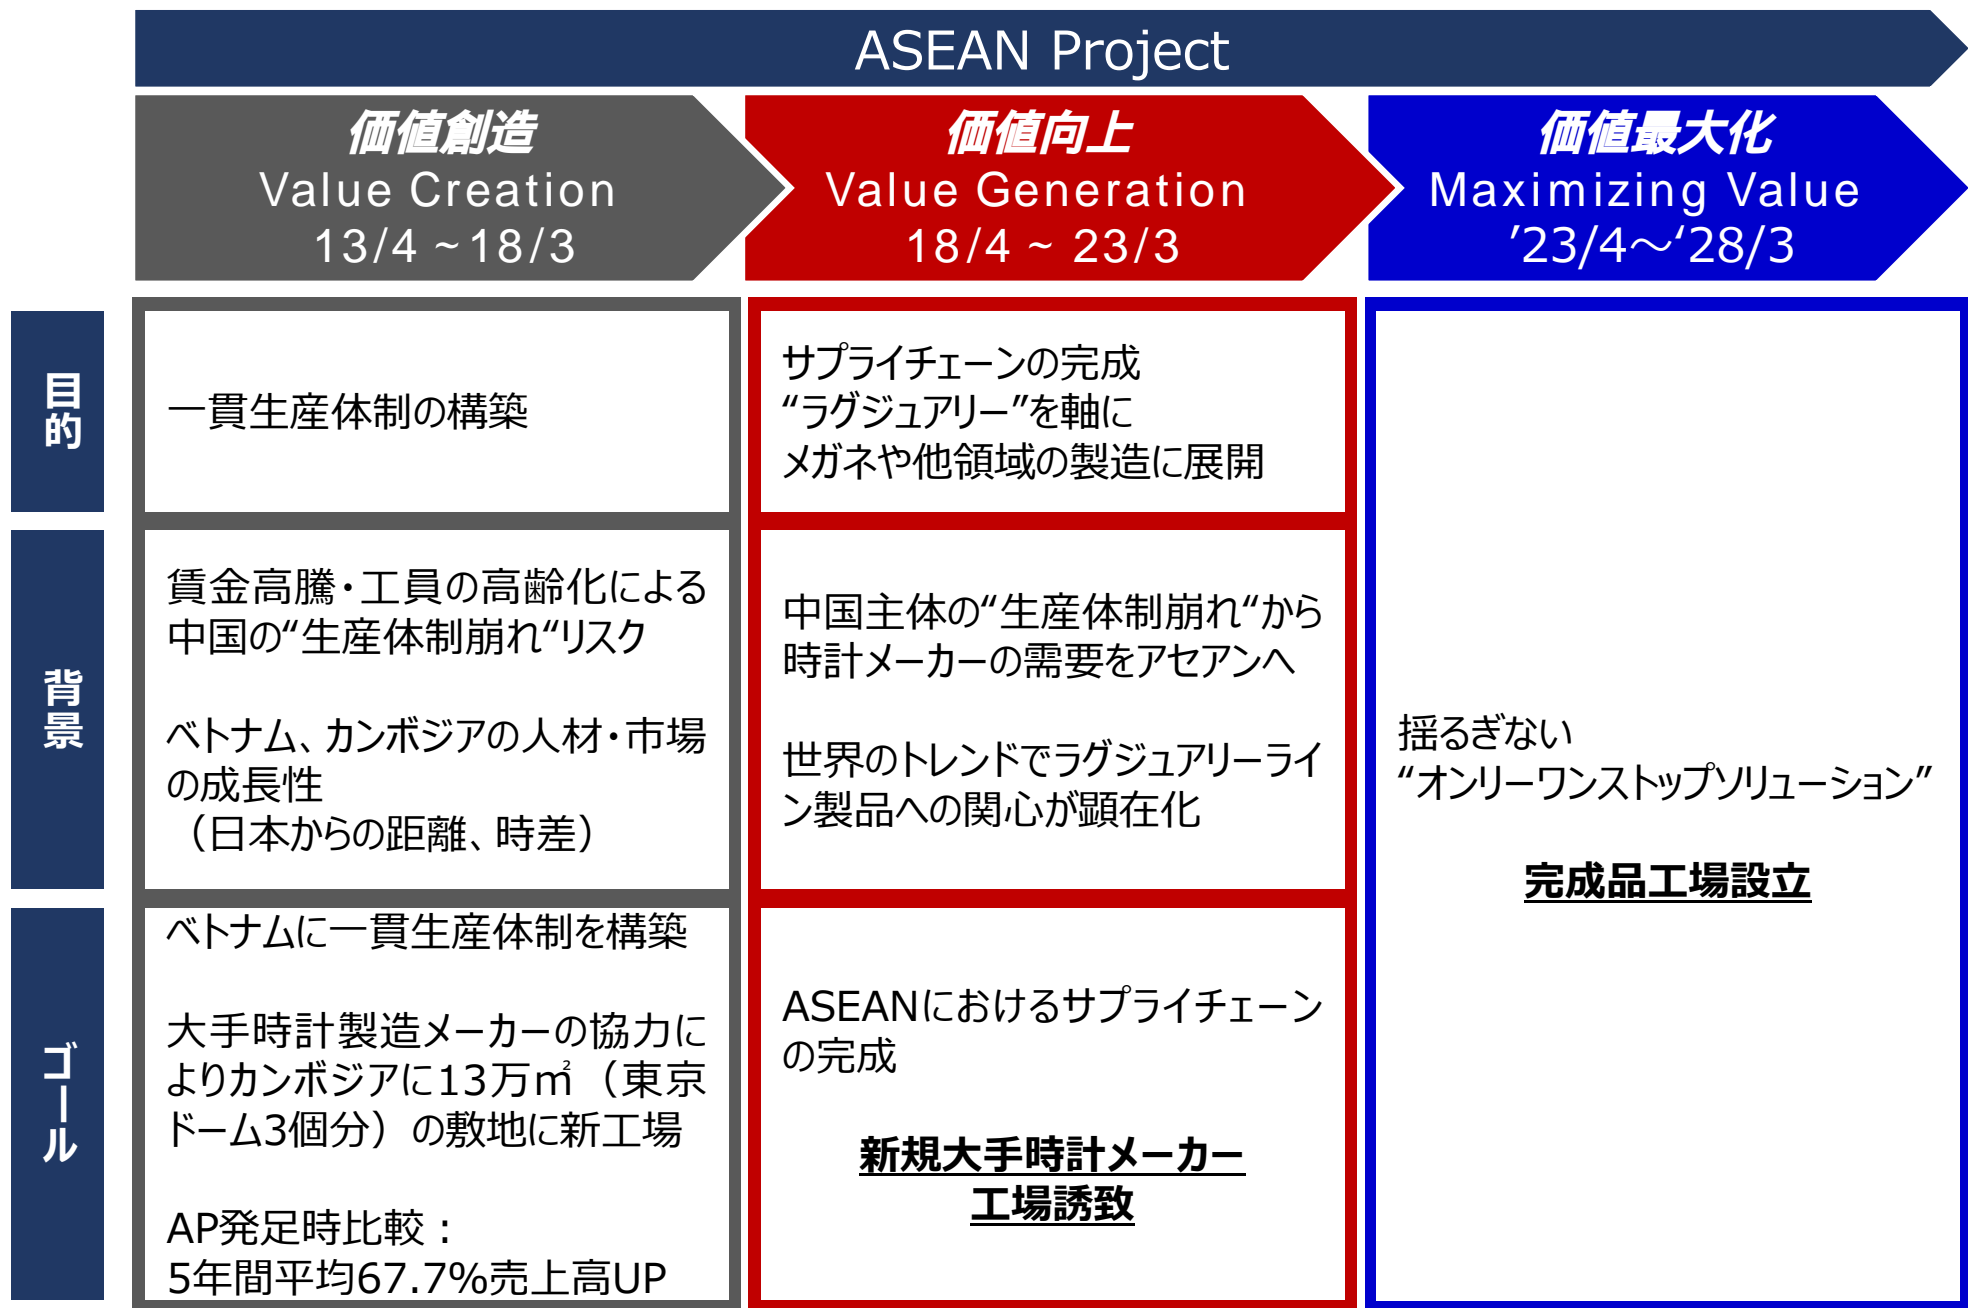 ASEAN Project
価値創造
Value Creation
13/4 ~18/3
価値向上
Value Generation
18/4 ~ 23/3
価値最大化
Maximizing Value
’23/4～‘28/3
目的
一貫生産体制の構築
サプライチェーンの完成
“ラグジュアリー”を軸に
メガネや他領域の製造に展開
背景
賃金高騰・工員の高齢化による
中国の“生産体制崩れ“リスク
ベトナム、カンボジアの人材・市場
の成長性
（日本からの距離、時差）
中国主体の“生産体制崩れ“から
時計メーカーの需要をアセアンへ
世界のトレンドでラグジュアリーライ
ン製品への関心が顕在化
揺るぎない
“オンリーワンストップソリューション”
完成品工場設立
ゴール
ベトナムに一貫生産体制を構築
大手時計製造メーカーの協力に
よりカンボジアに13万㎡（東京
ドーム3個分）の敷地に新工場
AP発足時比較：
5年間平均67.7%売上高UP
ASEANにおけるサプライチェーン
の完成
新規大手時計メーカー
工場誘致